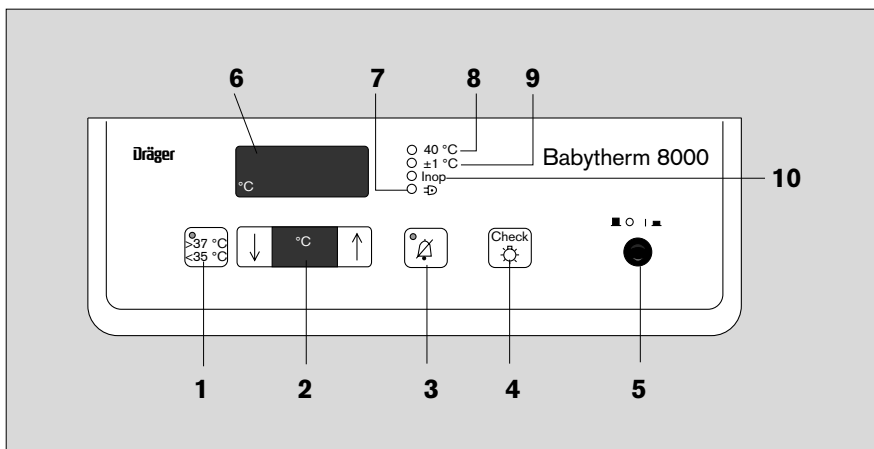 6
7
8
9
10
Dräger
°C
40 °C
±1 °C
Inop
Babytherm 8000
>37 °C
<35 °C
°C
Check
O I
1
2
3
4
5